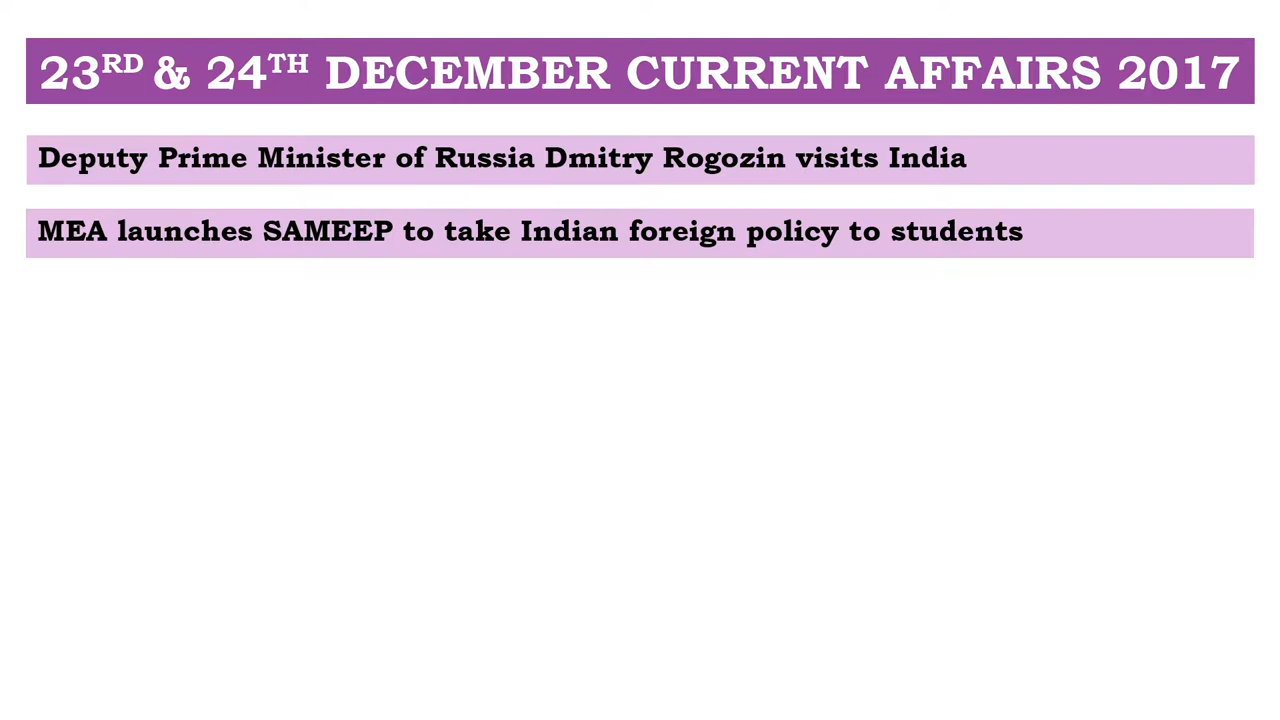 23RD & 24TH DECEMBER CURRENT AFFAIRS 2017
Deputy Prime Minister of Russia Dmitry Rogozin visits India
MEA launches SAMEEP to take Indian foreign policy to students